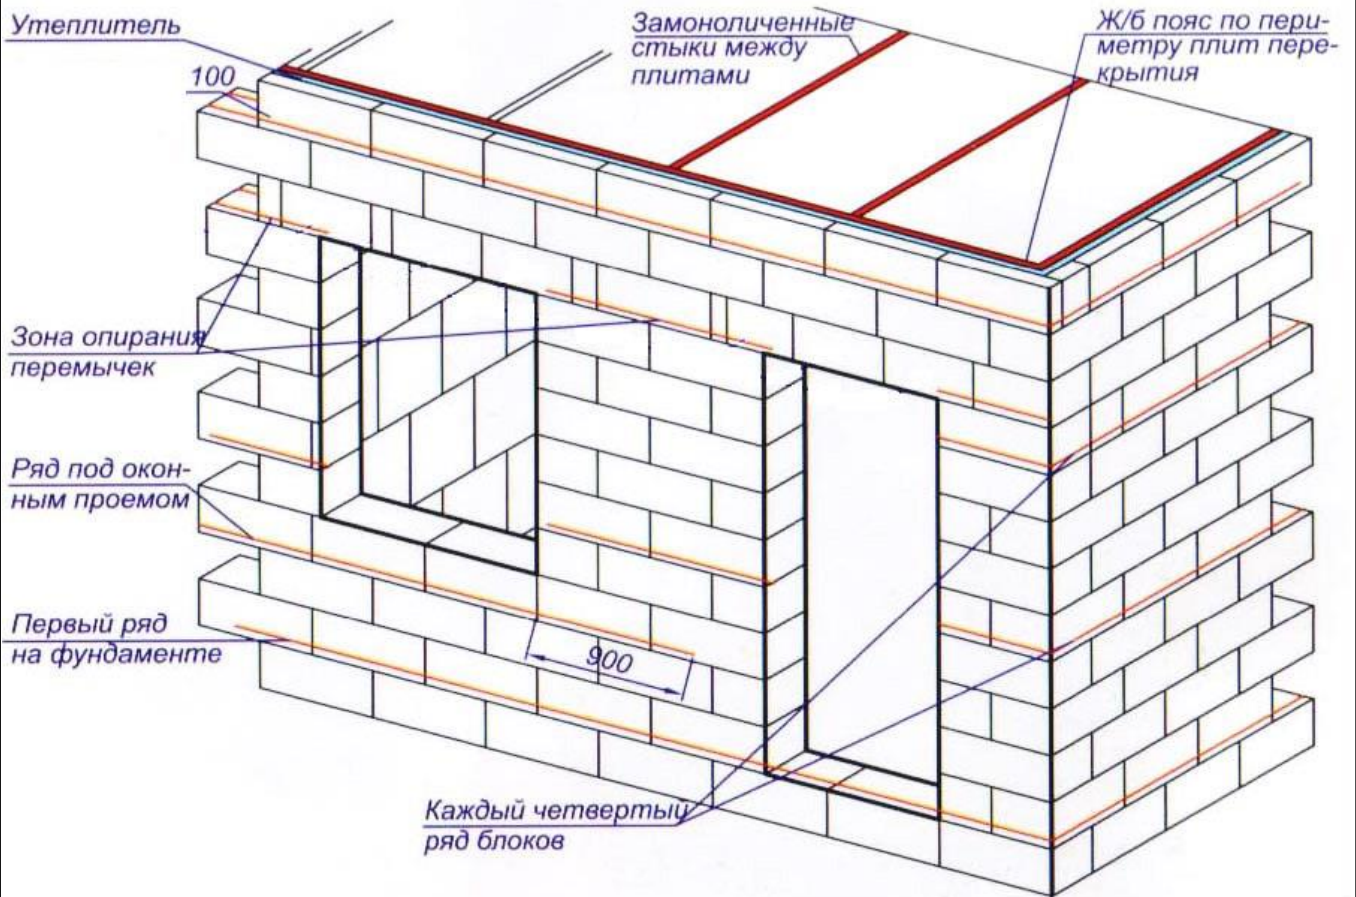 Утеплитель
100
Замоноличенные
стыки между
плитами
Ж/б пояс по пери-
метру плит пере-
крытия
Зона опирания
перемычек
Ряд под окон-
ным проемом
Первый ряд
на фундаменте
900
Каждый четвертый
ряд блоков